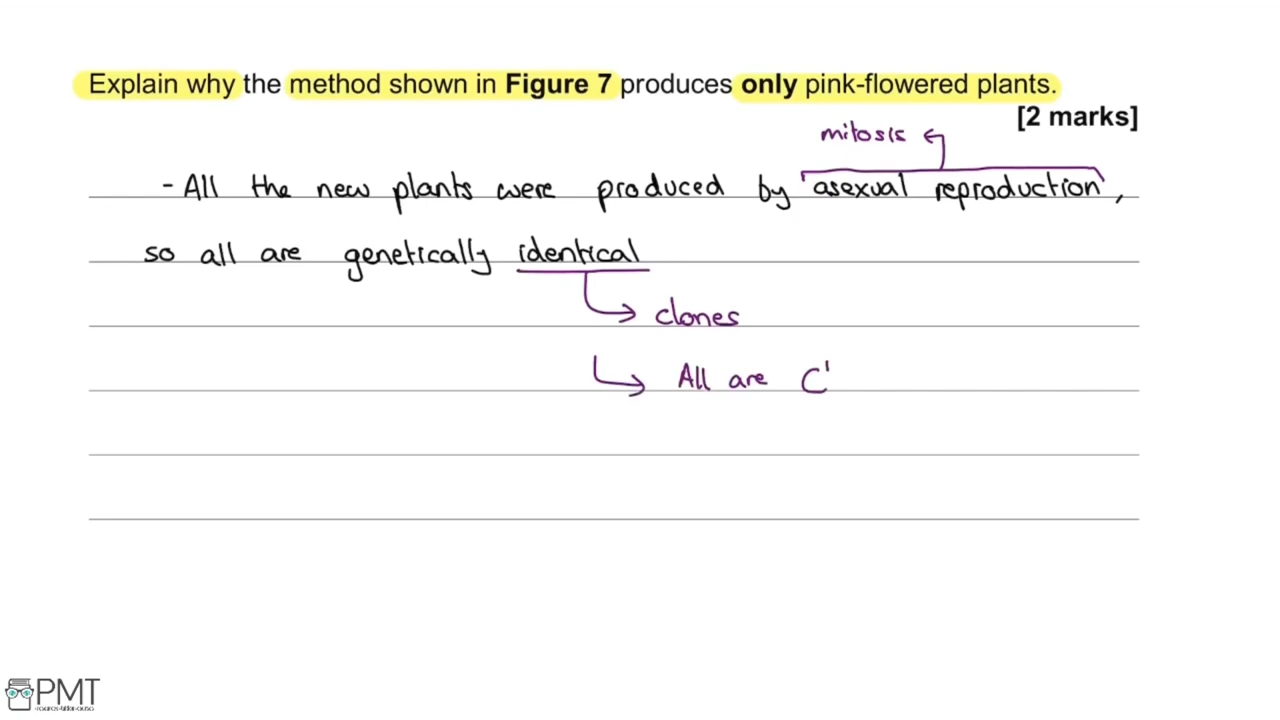 Explain why the method shown in Figure 7 produces only pink-flowered plants.
[2 marks]
mitosis
- All the new plants were produced by asexual reproduction,
so all are genetically identical
clones
All are C'
PMT